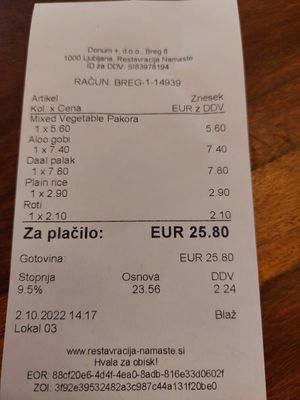 Donum +, d.o.o., Breg 8
1000 Ljubljana, Restavracija Namaste
ID za DDV: SI83978194
RAČUN: BREG-1-14939
Artikel Znesek
Kol. x Cena EUR z DDV
Mixed Vegetable Pakora
1 x 5.60 5.60
Aloo gobi
1 x 7.40 7.40
Daal palak
1 x 7.80 7.80
Plain rice
1 x 2.90 2.90
Roti
1 x 2.10 2.10
Za plačilo: EUR 25.80
Gotovina: EUR 25.80
Stopnja Osnova DDV
9.5% 23.56 2.24
2.10.2022 14.17 Blaž
Lokal 03
www.restavracija-namaste.si
Hvala za obisk!
EOR: 88cf20e6-4d4f-4ea0-8adb-816e33d0602f
ZOI: 3f92e39532482a3c987c44a131f20be0